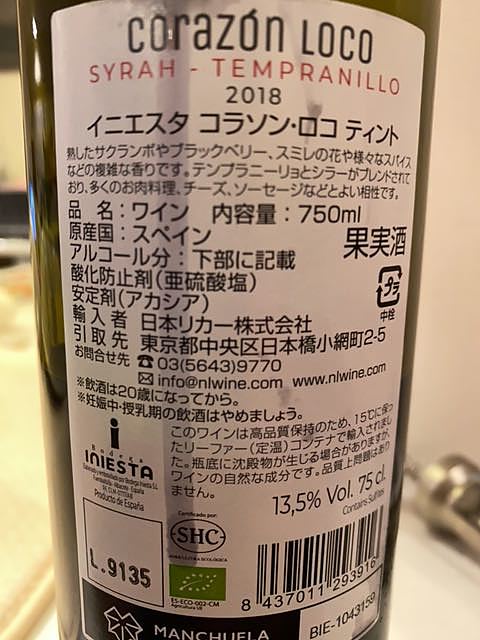 corazón LOCO
SYRAH - TEMPRANILLO
2018
イニエスタ コラソン・ロコ ティント
熟したサクランボやブラックベリー、スミレの花や様々なスパイス
などの複雑な香りです。テンプラニーリョとシラーがブレンドされて
おり、多くのお肉料理、チーズ、ソーセージなどとよい相性です。
品 名：ワイン 内容量：750ml
原産国：スペイン
果実酒
アルコール分：下部に記載
酸化防止剤(亜硫酸塩)
安定剤(アカシア)
プラ
中栓
輸入者 日本リカー株式会社
引取先 東京都中央区日本橋小網町2-5
お問合せ先 ☎03(5643)9770
✉info@nlwine.com www.nlwine.com
※飲酒は20歳になってから。
※妊娠中・授乳期の飲酒はやめましょう。
このワインは高品質保持のため、15℃に保っ
たリーファー(定温)コンテナで輸入されまし
た。瓶底に沈殿物が生じる場合がありますが、
ワインの自然な成分です。品質上問題はあり
ません。
Bodega
INIESTA
Producto de España
13,5% Vol. 75 cl.
Contains Sulfites
L.9135
Certificado por:
SHC
ES-ECO-002-CM
Agricultura UE
8 437011 293916
MANCHUELA
BIE-1043159